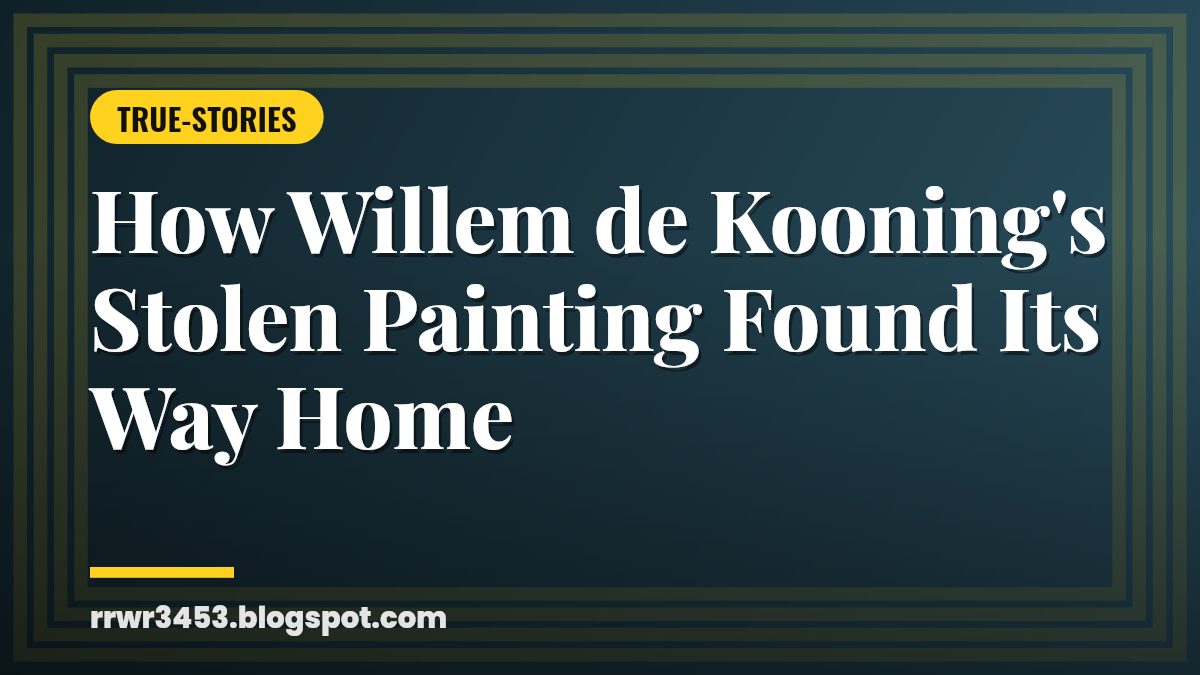 TRUE-STORIES
How Willem de Kooning's
Stolen Painting Found Its
Way Home
rrwr3453.blogspot.com